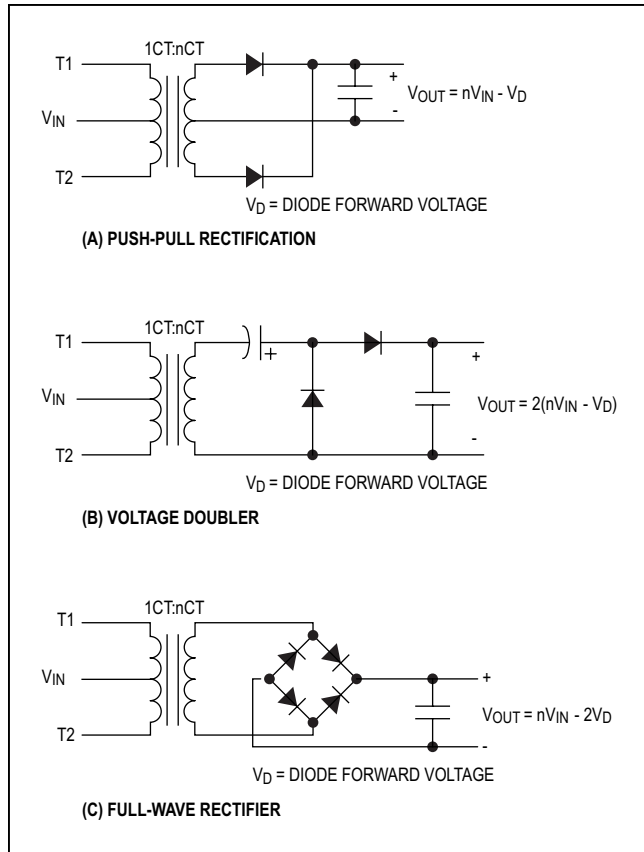 1CT:nCT
T1
VIN
T2
+
-
VOUT = nVIN - VD
VD = DIODE FORWARD VOLTAGE
(A) PUSH-PULL RECTIFICATION
1CT:nCT
T1
VIN
T2
+
+
-
VOUT = 2(nVIN - VD)
VD = DIODE FORWARD VOLTAGE
(B) VOLTAGE DOUBLER
1CT:nCT
T1
VIN
T2
+
-
VOUT = nVIN - 2VD
VD = DIODE FORWARD VOLTAGE
(C) FULL-WAVE RECTIFIER